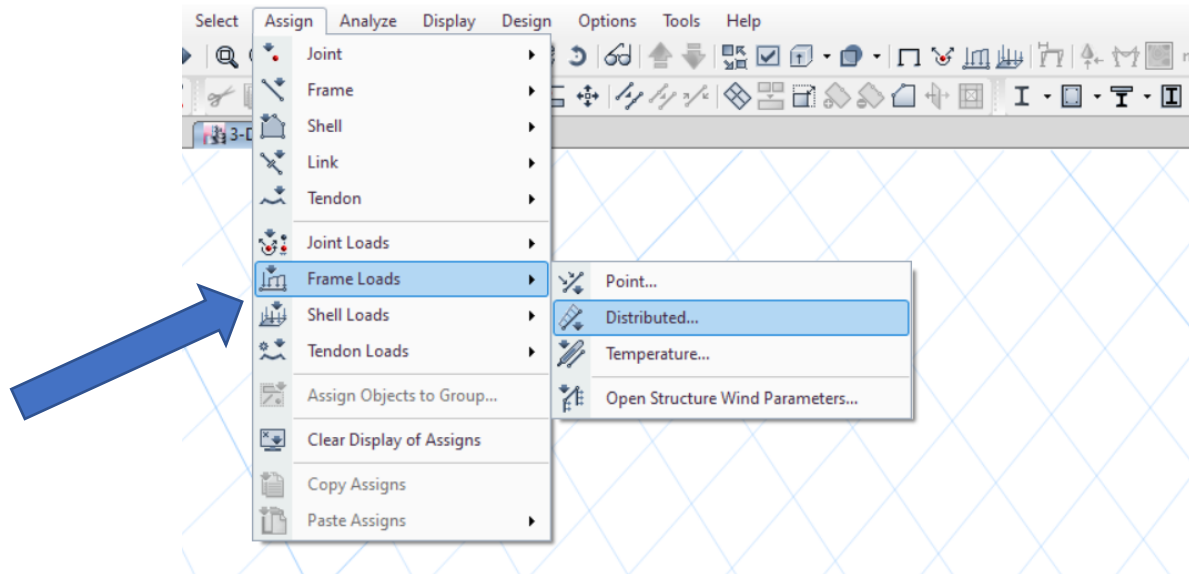 Select Assign Analyze Display Design Options Tools Help
Joint
Frame
3-D
Shell
Link
Tendon
Joint Loads
Frame Loads
Point...
Shell Loads
Distributed...
Tendon Loads
Temperature...
Assign Objects to Group...
Open Structure Wind Parameters...
Clear Display of Assigns
Copy Assigns
Paste Assigns